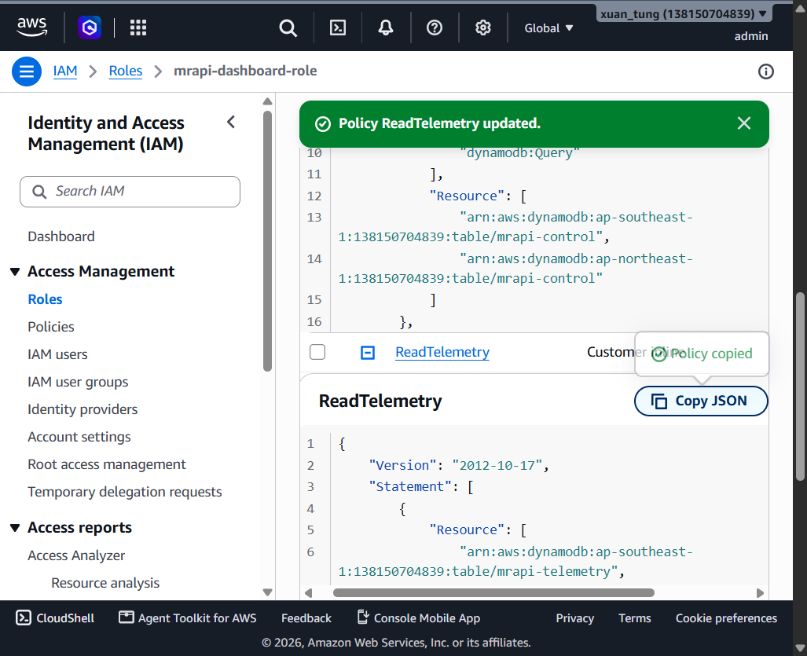 aws
Global
xuan_tung (138150704839)
admin
IAM
Roles
mrapi-dashboard-role
Identity and Access
Management (IAM)
Search IAM
Dashboard
Access Management
Roles
Policies
IAM users
IAM user groups
Identity providers
Account settings
Root access management
Temporary delegation requests
Access reports
Access Analyzer
Resource analysis
Policy ReadTelemetry updated.
10 "dynamodb:Query"
11 ],
12 "Resource": [
13 "arn:aws:dynamodb:ap-southeast-
1:138150704839:table/mrapi-control",
14 "arn:aws:dynamodb:ap-northeast-
1:138150704839:table/mrapi-control"
15 ]
16 },
ReadTelemetry
Customer inline
Policy copied
ReadTelemetry
Copy JSON
1 {
2 "Version": "2012-10-17",
3 "Statement": [
4 {
5 "Resource": [
6 "arn:aws:dynamodb:ap-southeast-
1:138150704839:table/mrapi-telemetry",
CloudShell
Agent Toolkit for AWS
Feedback
Console Mobile App
Privacy
Terms
Cookie preferences
© 2026, Amazon Web Services, Inc. or its affiliates.